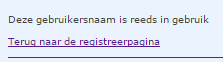 Deze gebruikersnaam is reeds in gebruik
Terug naar de registreerpagina